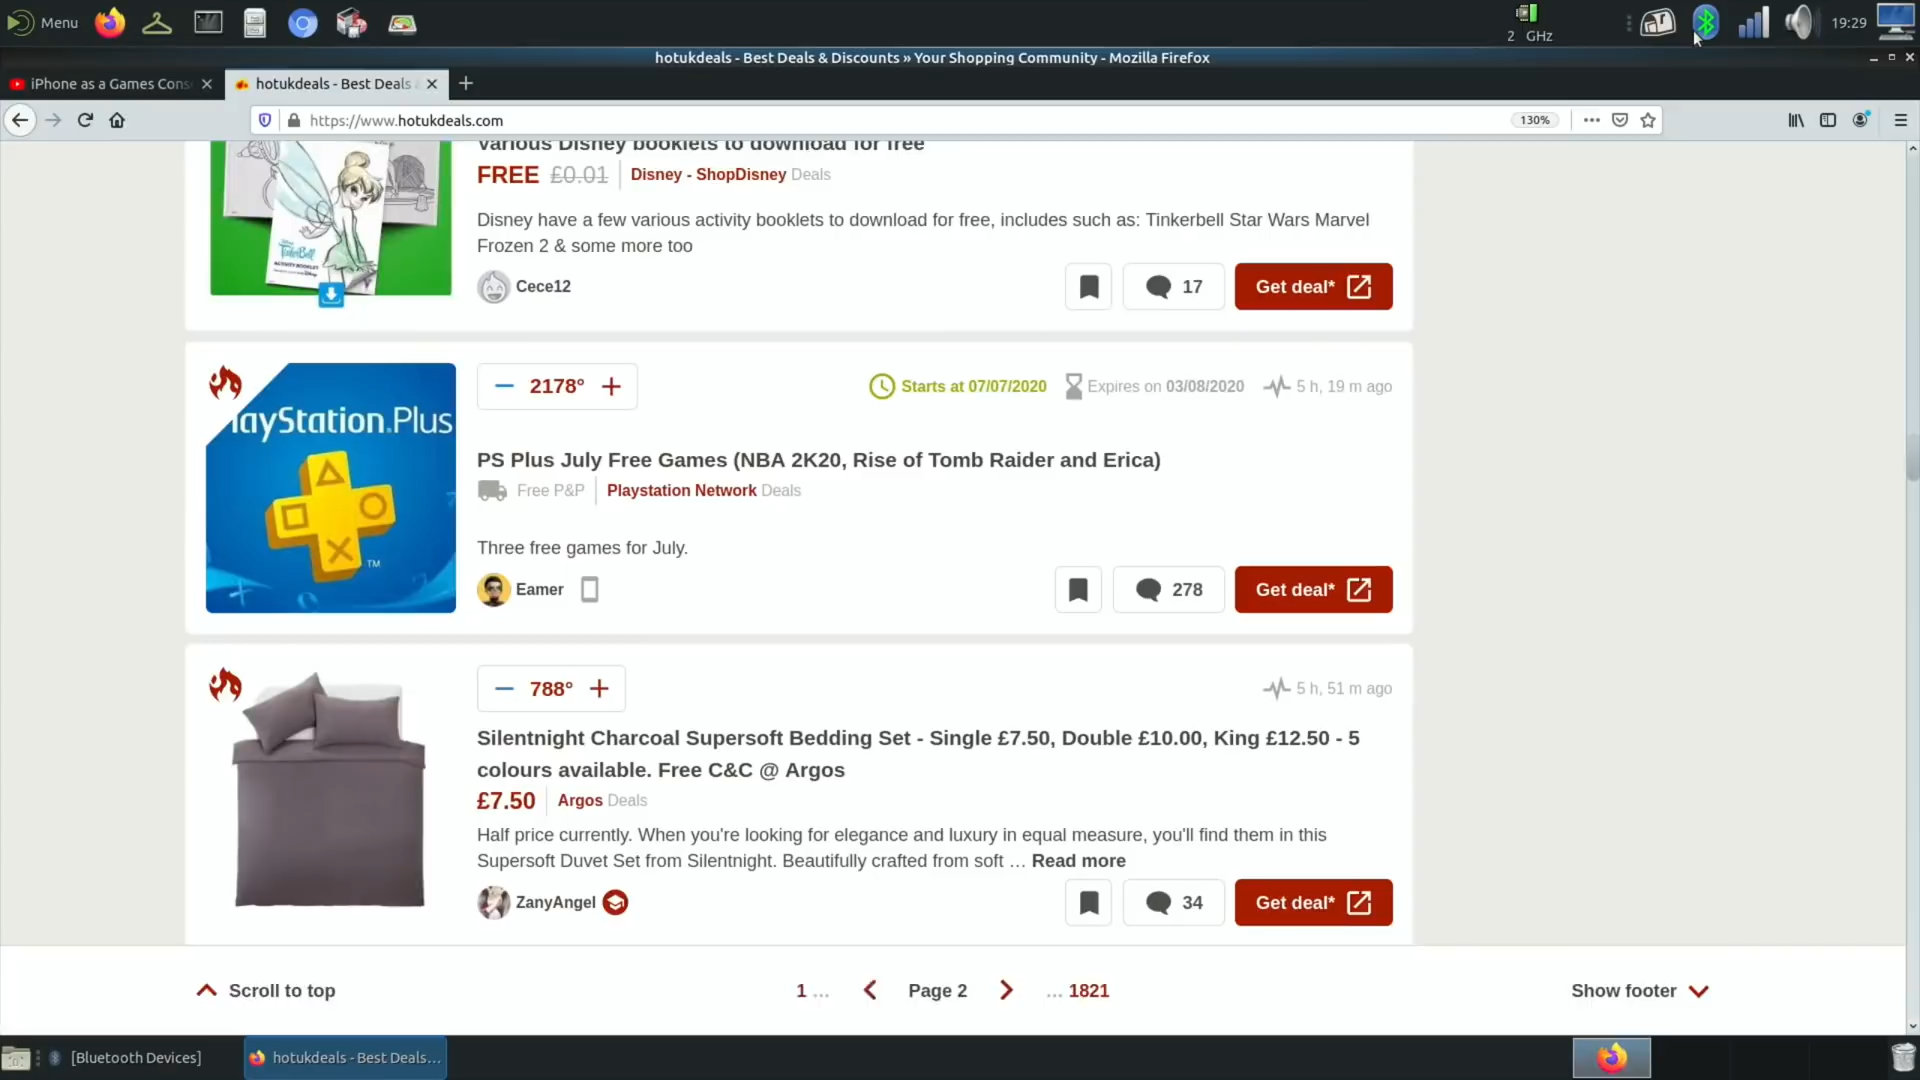 Menu
2 GHz
19:29
hotukdeals - Best Deals & Discounts » Your Shopping Community - Mozilla Firefox
iPhone as a Games Cons
hotukdeals - Best Deals
https://www.hotukdeals.com
130%
Various Disney booklets to download for free
FREE £0.01 Disney - ShopDisney Deals
Disney have a few various activity booklets to download for free, includes such as: Tinkerbell Star Wars Marvel
Frozen 2 & some more too
TinkerBell
ACTIVITY BOOKLET
Cece12
17
Get deal*
2178°
Starts at 07/07/2020
Expires on 03/08/2020
5 h, 19 m ago
layStation.Plus
TM
PS Plus July Free Games (NBA 2K20, Rise of Tomb Raider and Erica)
Free P&P
Playstation Network Deals
Three free games for July.
Eamer
278
Get deal*
788°
5 h, 51 m ago
Silentnight Charcoal Supersoft Bedding Set - Single £7.50, Double £10.00, King £12.50 - 5
colours available. Free C&C @ Argos
£7.50 Argos Deals
Half price currently. When you're looking for elegance and luxury in equal measure, you'll find them in this
Supersoft Duvet Set from Silentnight. Beautifully crafted from soft … Read more
ZanyAngel
34
Get deal*
Scroll to top
1 ... Page 2 ... 1821
Show footer
[Bluetooth Devices]
hotukdeals - Best Deals...